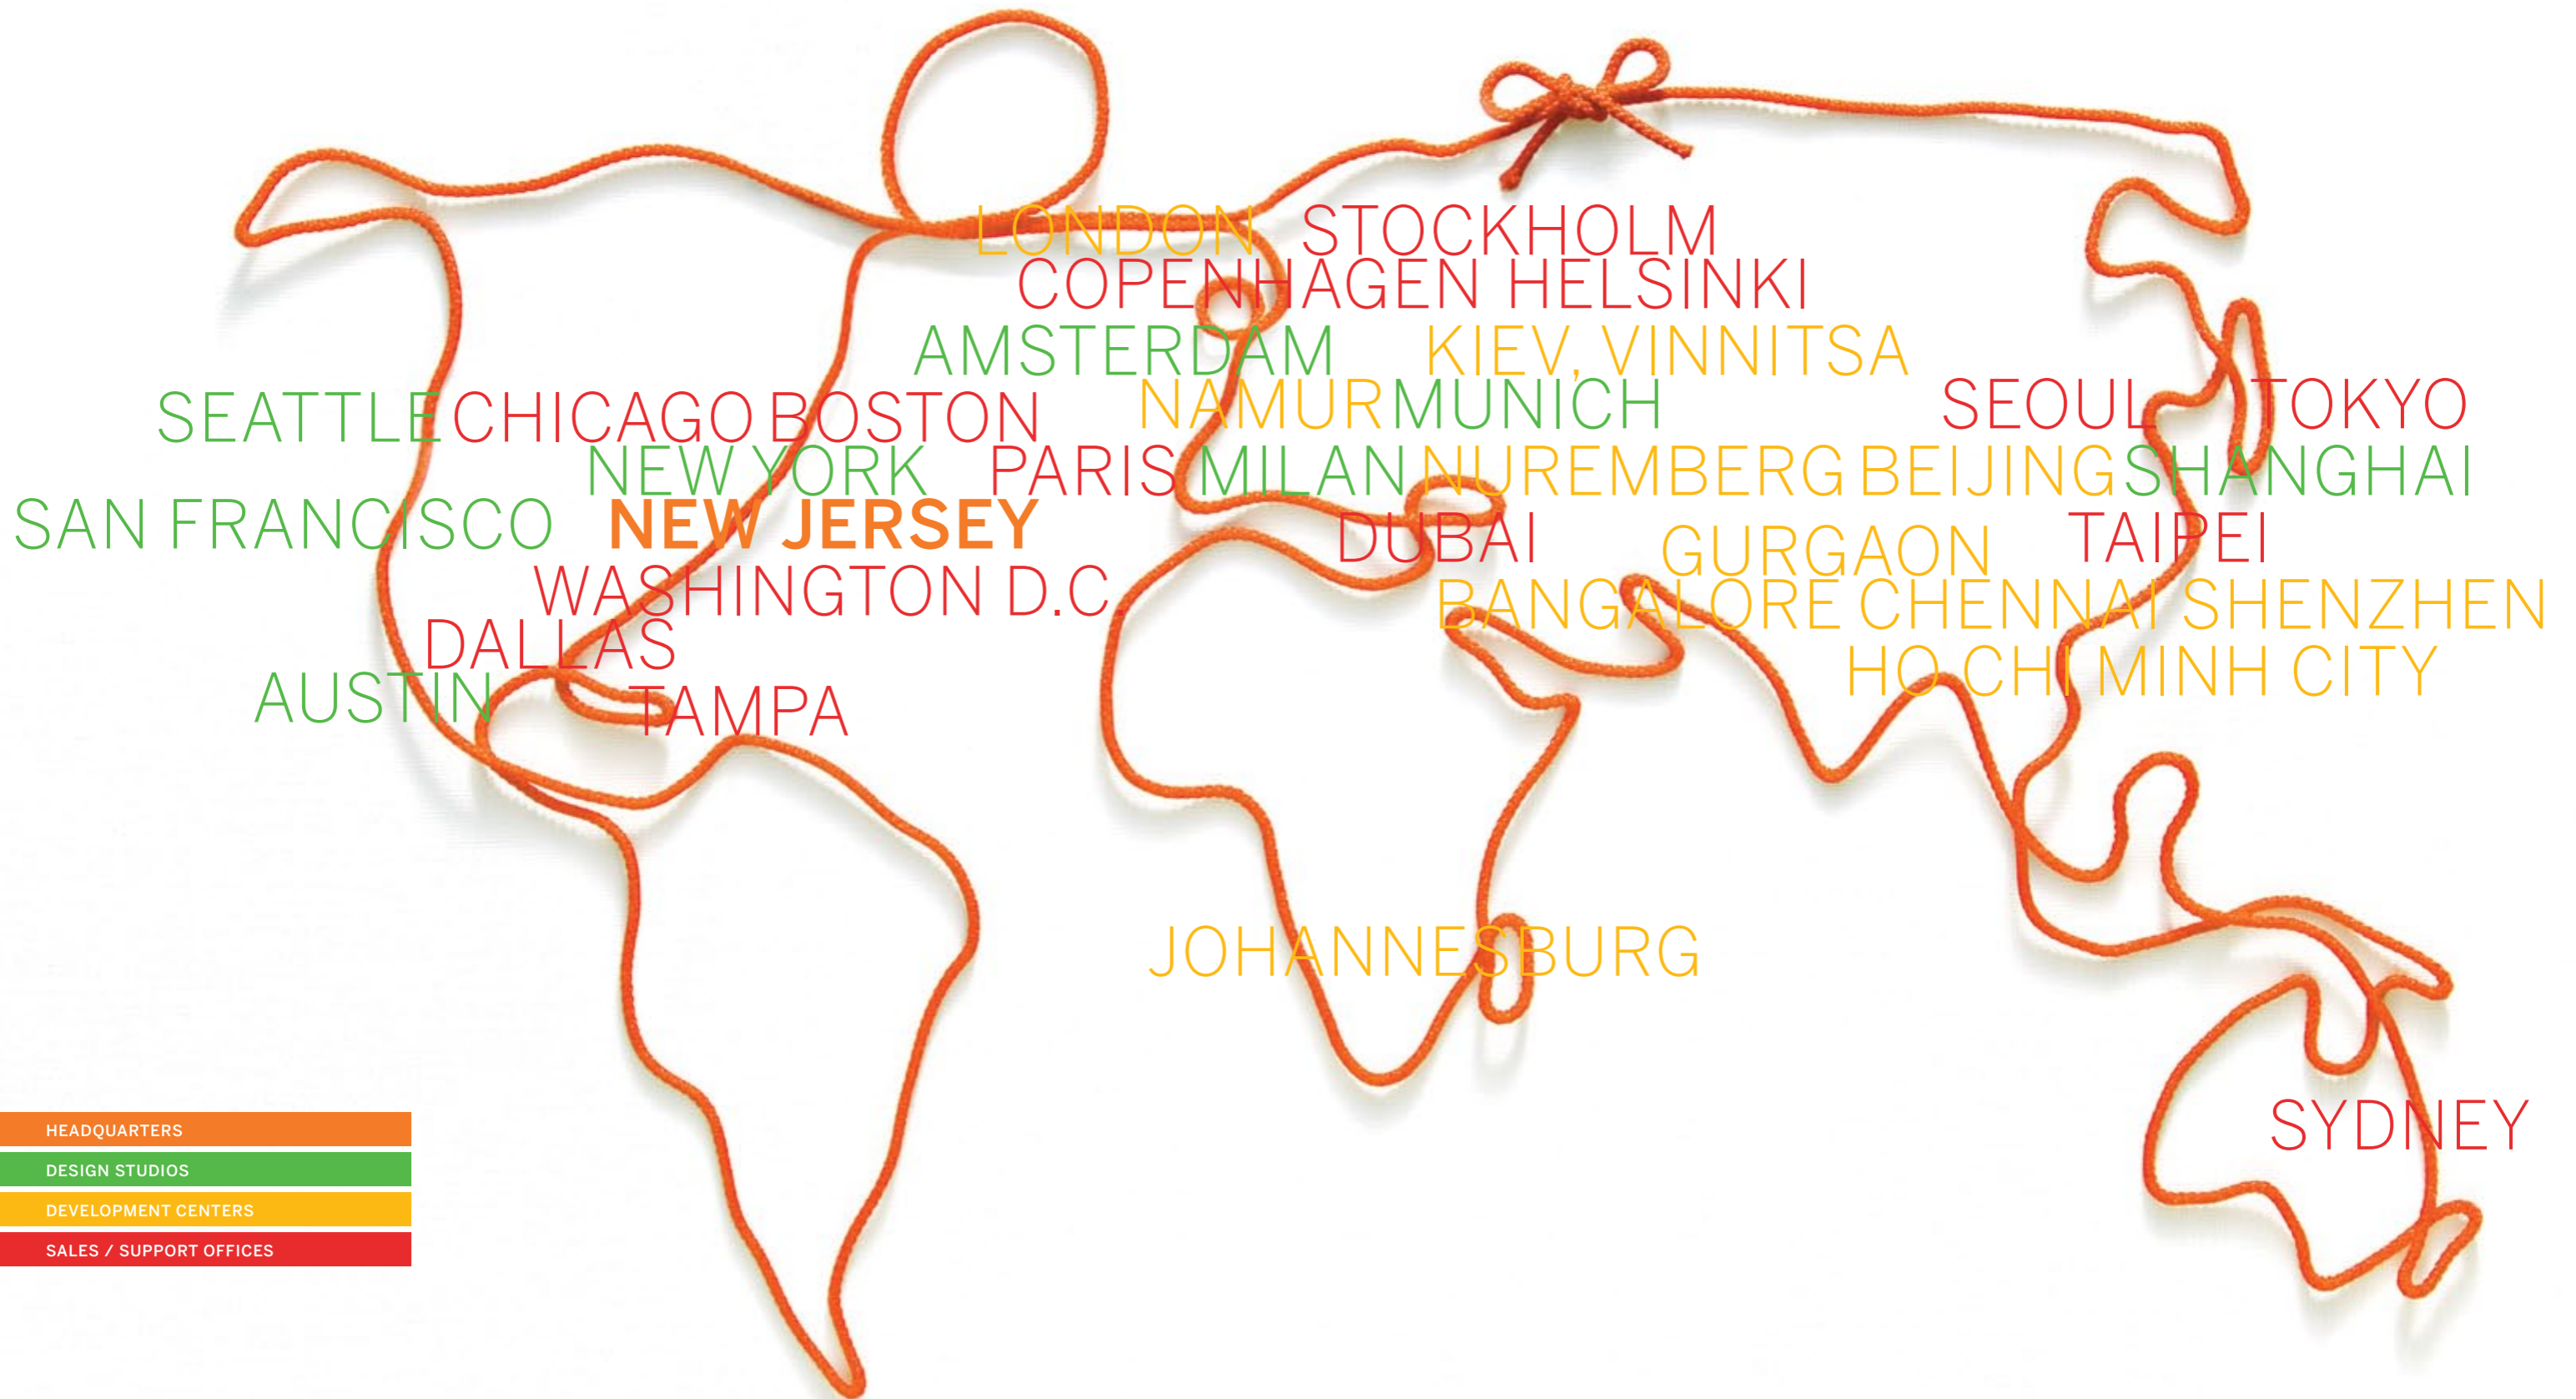 LONDON STOCKHOLM
COPENHAGEN HELSINKI
AMSTERDAM KIEV, VINNITSA
SEATTLE CHICAGO BOSTON NAMUR MUNICH SEOUL TOKYO
NEW YORK PARIS MILAN NUREMBERG BEIJING SHANGHAI
SAN FRANCISCO NEW JERSEY DUBAI GURGAON TAIPEI
WASHINGTON D.C BANGALORE CHENNAI SHENZHEN
DALLAS HO CHI MINH CITY
AUSTIN TAMPA
JOHANNESBURG
SYDNEY
HEADQUARTERS
DESIGN STUDIOS
DEVELOPMENT CENTERS
SALES / SUPPORT OFFICES